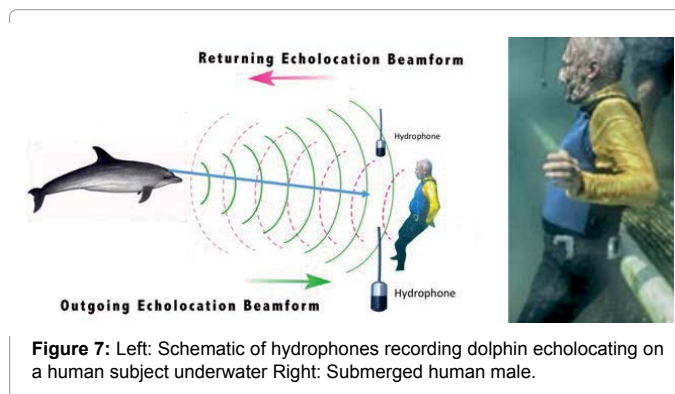 Returning Echolocation Beamform
Hydrophone
Hydrophone
Outgoing Echolocation Beamform
Figure 7: Left: Schematic of hydrophones recording dolphin echolocating on
a human subject underwater Right: Submerged human male.